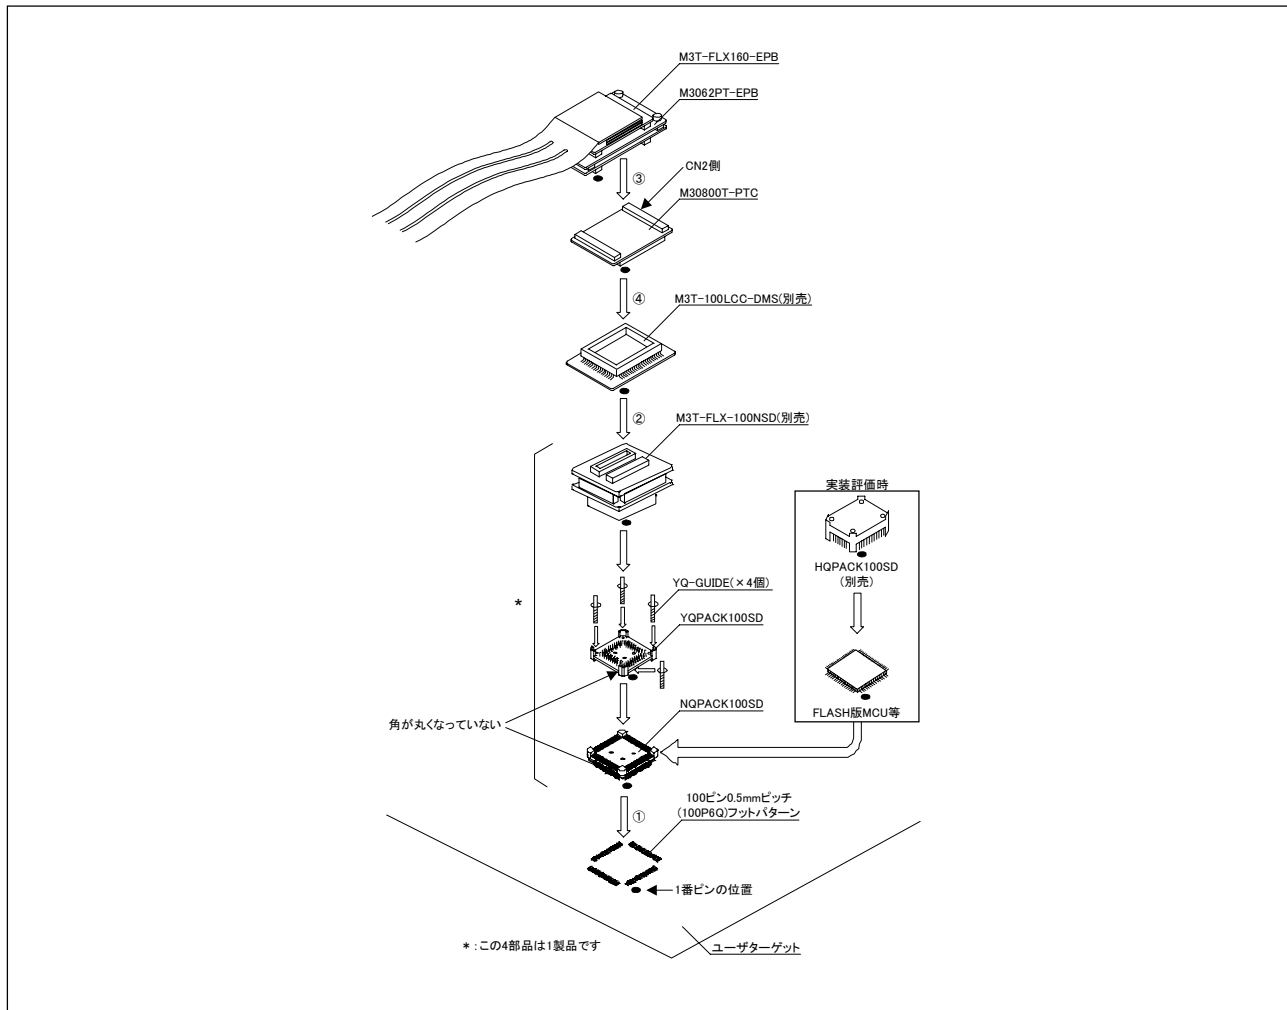 M3T-FLX160-EPB
M3062PT-EPB
CN2側
③
M30800T-PTC
④
M3T-100LCC-DMS(別売)
②
M3T-FLX-100NSD(別売)
実装評価時
HQPACK100SD
(別売)
YQ-GUIDE(×4個)
*
YQPACK100SD
角が丸くなっていない
NQPACK100SD
FLASH版MCU等
100ピン0.5mmピッチ
(100P6Q)フットパターン
①
1番ピンの位置
*:この4部品は1製品です
ユーザターゲット